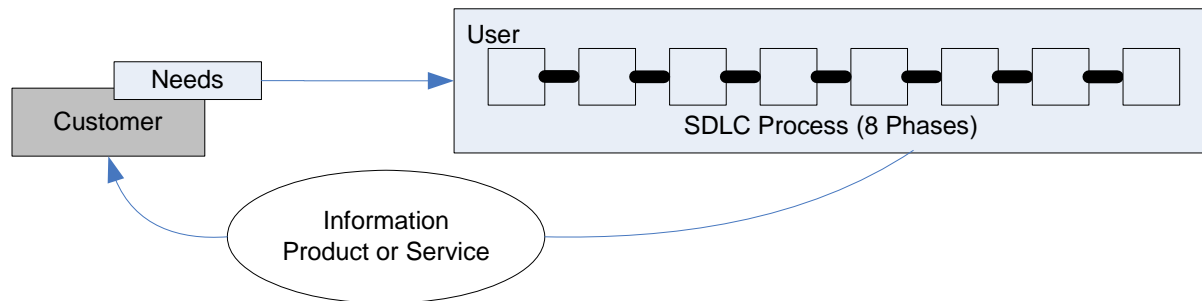 User
Needs
Customer
SDLC Process (8 Phases)
Information
Product or Service